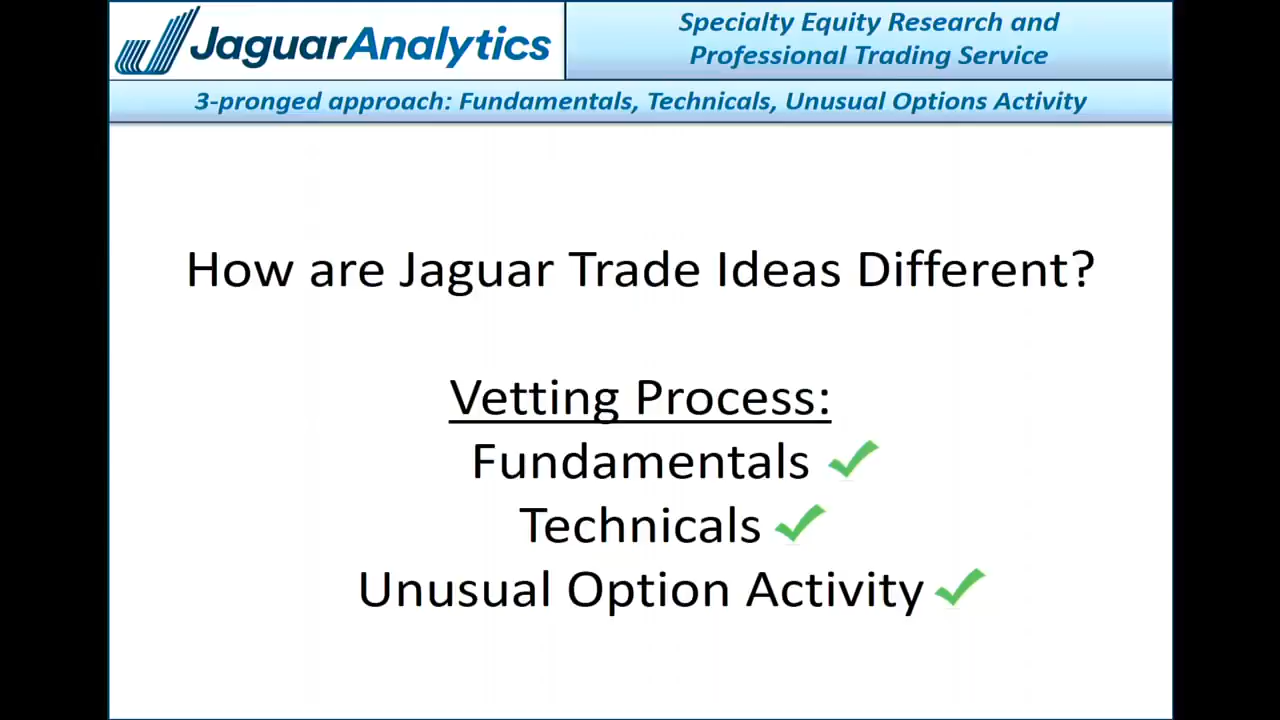 JaguarAnalytics
Specialty Equity Research and
Professional Trading Service
3-pronged approach: Fundamentals, Technicals, Unusual Options Activity
How are Jaguar Trade Ideas Different?
Vetting Process:
Fundamentals
Technicals
Unusual Option Activity